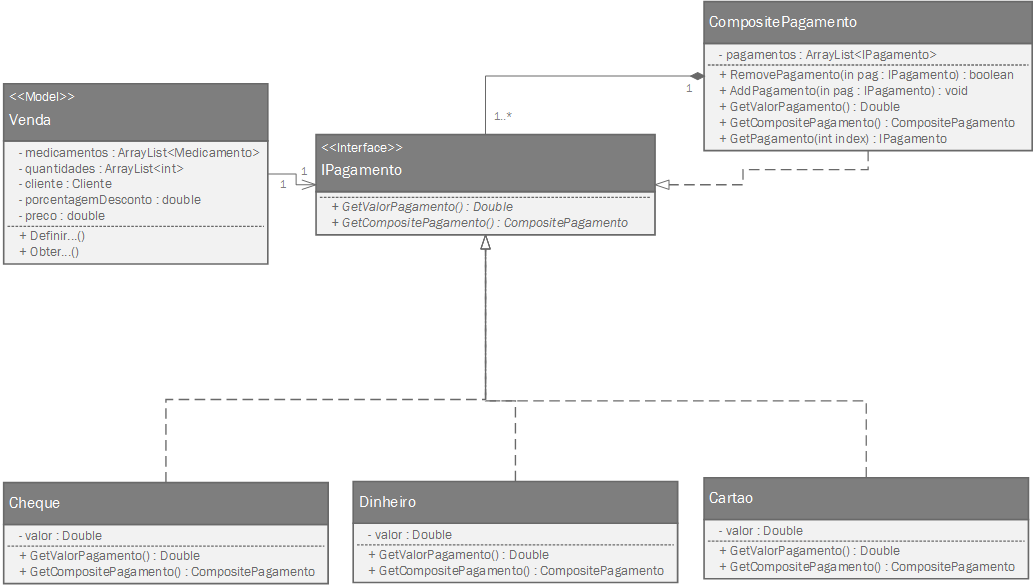 CompositePagamento
- pagamentos : ArrayList<IPagamento>
+ RemovePagamento(in pag : IPagamento) : boolean
+ AddPagamento(in pag : IPagamento) : void
+ GetValorPagamento() : Double
+ GetCompositePagamento() : CompositePagamento
+ GetPagamento(int index) : IPagamento
1
1..*
<<Model>>
Venda
- medicamentos : ArrayList<Medicamento>
- quantidades : ArrayList<int>
- cliente : Cliente
- porcentagemDesconto : double
- preco : double
+ Definir...()
+ Obter...()
1
1
<<Interface>>
IPagamento
+ GetValorPagamento() : Double
+ GetCompositePagamento() : CompositePagamento
Cheque
- valor : Double
+ GetValorPagamento() : Double
+ GetCompositePagamento() : CompositePagamento
Dinheiro
- valor : Double
+ GetValorPagamento() : Double
+ GetCompositePagamento() : CompositePagamento
Cartao
- valor : Double
+ GetValorPagamento() : Double
+ GetCompositePagamento() : CompositePagamento